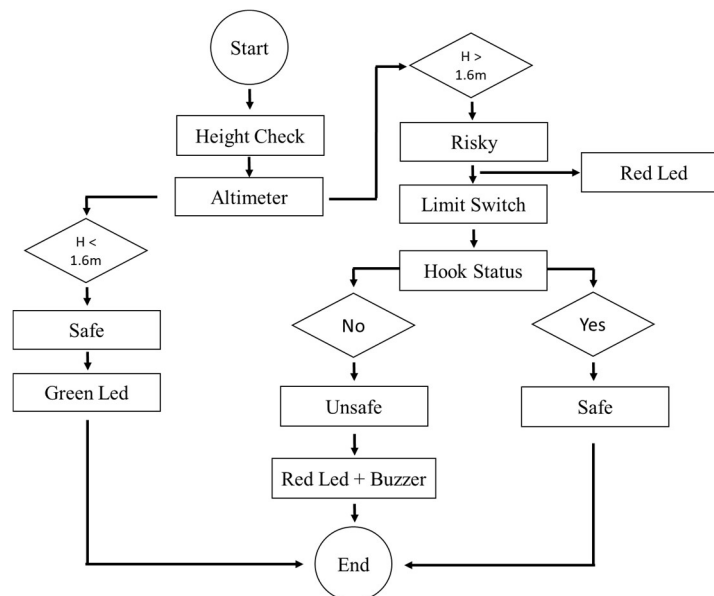 Start
H >
1.6m
Height Check
Risky
Red Led
Altimeter
Limit Switch
H <
1.6m
Hook Status
Safe
No
Yes
Green Led
Unsafe
Safe
Red Led + Buzzer
End